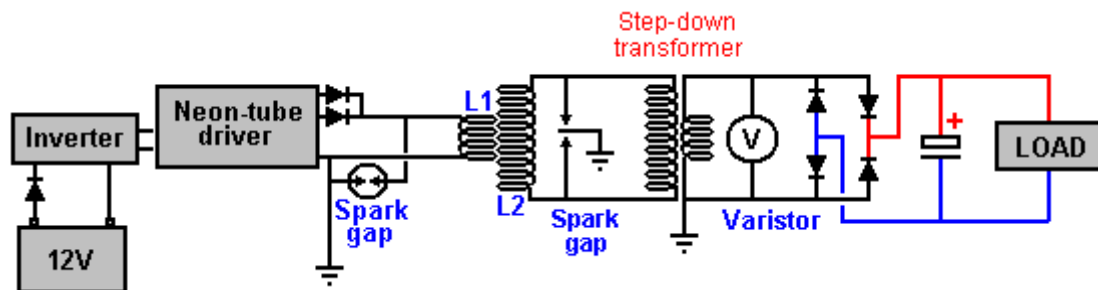 Step-down
transformer
Neon-tube
driver
L1
Inverter
V
+
LOAD
L2
Spark
gap
Spark
gap
Varistor
12V